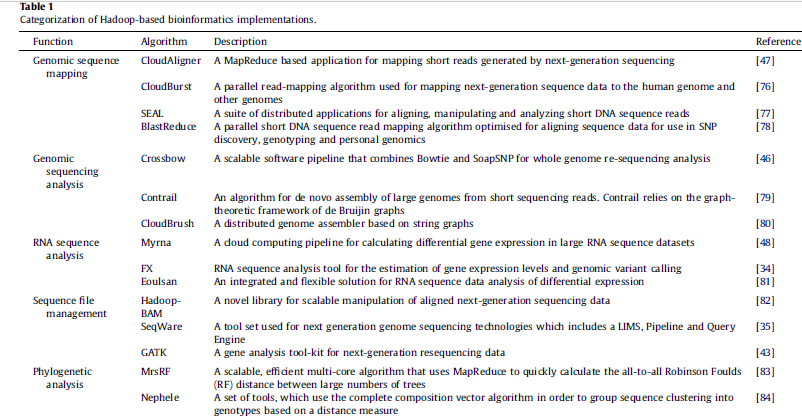 Table 1
Categorization of Hadoop-based bioinformatics implementations.
Function Algorithm Description Reference
Genomic sequence CloudAligner A MapReduce based application for mapping short reads generated by next-generation sequencing [47]
mapping
CloudBurst A parallel read-mapping algorithm used for mapping next-generation sequence data to the human genome and [76]
other genomes
SEAL A suite of distributed applications for aligning, manipulating and analyzing short DNA sequence reads [77]
BlastReduce A parallel short DNA sequence read mapping algorithm optimised for aligning sequence data for use in SNP [78]
discovery, genotyping and personal genomics
Genomic Crossbow A scalable software pipeline that combines Bowtie and SoapSNP for whole genome re-sequencing analysis [46]
sequencing
analysis
Contrail An algorithm for de novo assembly of large genomes from short sequencing reads. Contrail relies on the graph- [79]
theoretic framework of de Bruijin graphs
CloudBrush A distributed genome assembler based on string graphs [80]
RNA sequence Myrna A cloud computing pipeline for calculating differential gene expression in large RNA sequence datasets [48]
analysis
FX RNA sequence analysis tool for the estimation of gene expression levels and genomic variant calling [34]
Eoulsan An integrated and flexible solution for RNA sequence data analysis of differential expression [81]
Sequence file Hadoop- A novel library for scalable manipulation of aligned next-generation sequencing data [82]
management BAM
SeqWare A tool set used for next generation genome sequencing technologies which includes a LIMS, Pipeline and Query [35]
Engine
GATK A gene analysis tool-kit for next-generation resequencing data [43]
Phylogenetic MrsRF A scalable, efficient multi-core algorithm that uses MapReduce to quickly calculate the all-to-all Robinson Foulds [83]
analysis (RF) distance between large numbers of trees
Nephele A set of tools, which use the complete composition vector algorithm in order to group sequence clustering into [84]
genotypes based on a distance measure